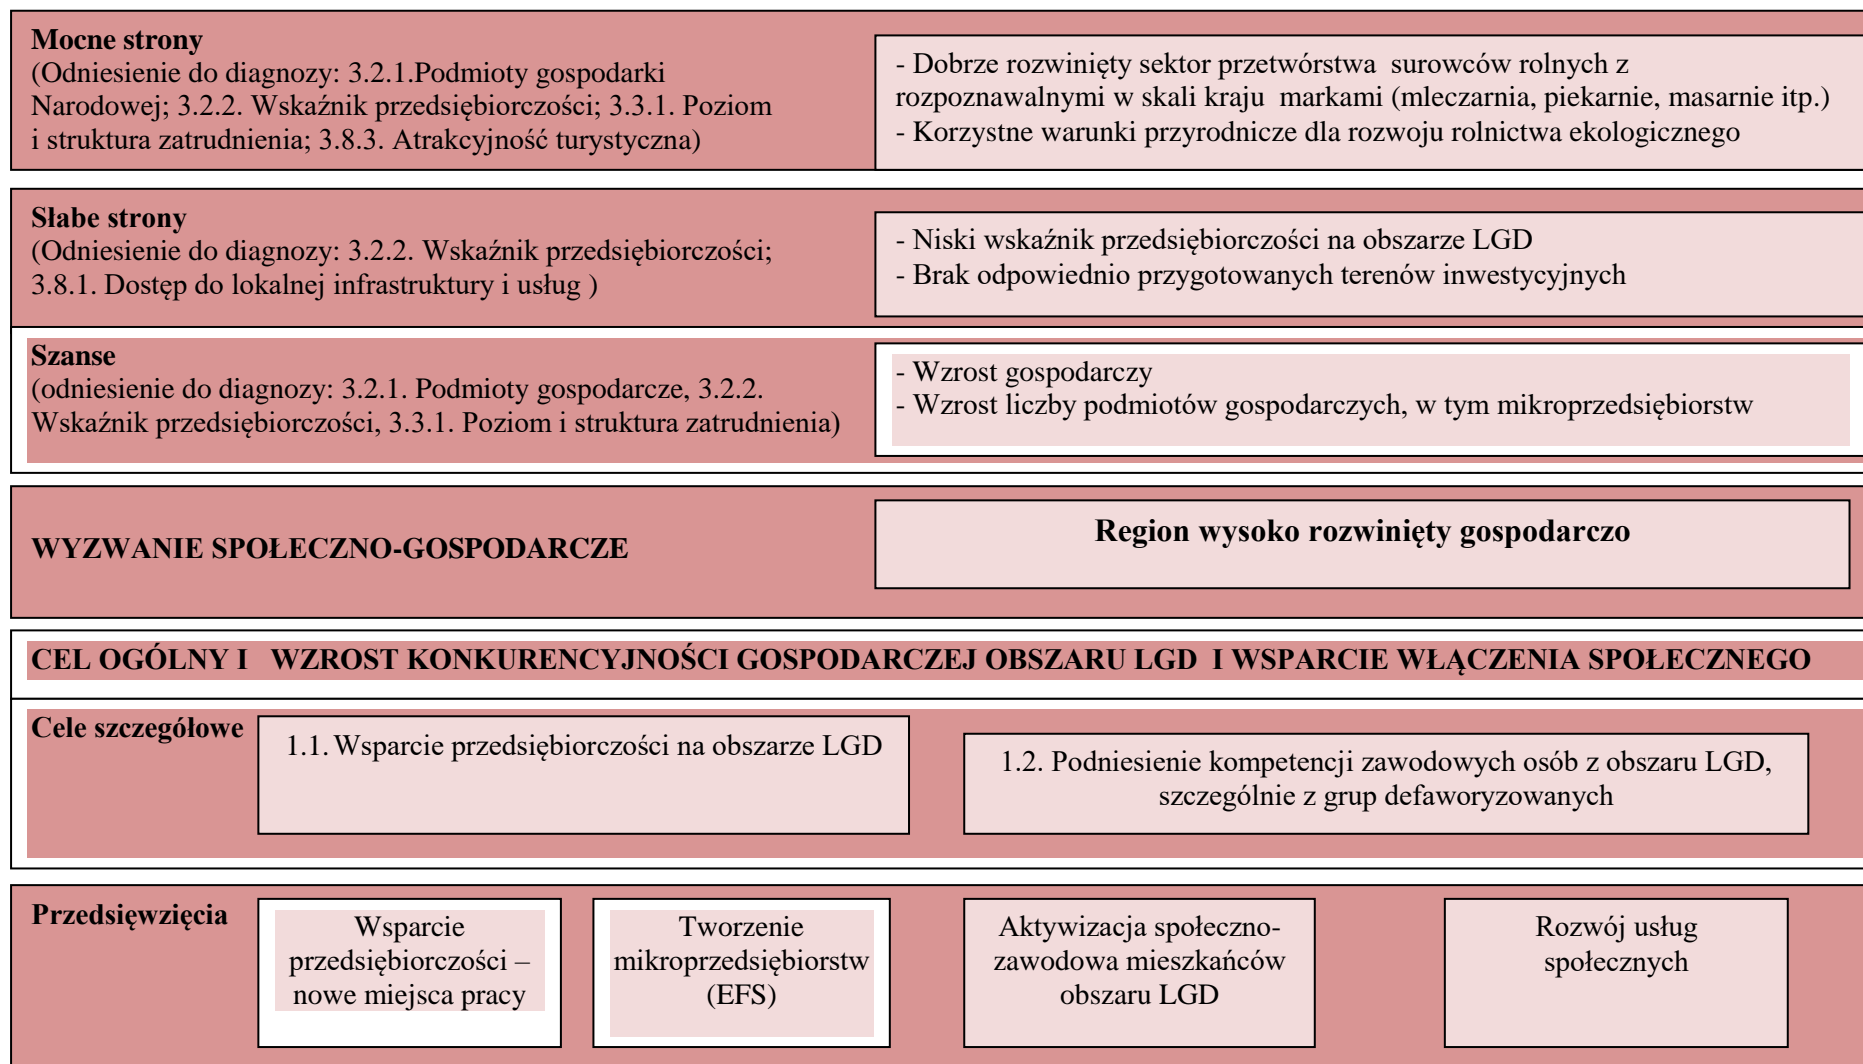 Mocne strony
(Odniesienie do diagnozy: 3.2.1.Podmioty gospodarki
Narodowej; 3.2.2. Wskaźnik przedsiębiorczości; 3.3.1. Poziom
i struktura zatrudnienia; 3.8.3. Atrakcyjność turystyczna)
- Dobrze rozwinięty sektor przetwórstwa surowców rolnych z
rozpoznawalnymi w skali kraju markami (mleczarnia, piekarnie, masarnie itp.)
- Korzystne warunki przyrodnicze dla rozwoju rolnictwa ekologicznego
Słabe strony
(Odniesienie do diagnozy: 3.2.2. Wskaźnik przedsiębiorczości;
3.8.1. Dostęp do lokalnej infrastruktury i usług )
- Niski wskaźnik przedsiębiorczości na obszarze LGD
- Brak odpowiednio przygotowanych terenów inwestycyjnych
Szanse
(odniesienie do diagnozy: 3.2.1. Podmioty gospodarcze, 3.2.2.
Wskaźnik przedsiębiorczości, 3.3.1. Poziom i struktura zatrudnienia)
- Wzrost gospodarczy
- Wzrost liczby podmiotów gospodarczych, w tym mikroprzedsiębiorstw
WYZWANIE SPOŁECZNO-GOSPODARCZE
Region wysoko rozwinięty gospodarczo
CEL OGÓLNY I WZROST KONKURENCYJNOŚCI GOSPODARCZEJ OBSZARU LGD I WSPARCIE WŁĄCZENIA SPOŁECZNEGO
Cele szczegółowe
1.1. Wsparcie przedsiębiorczości na obszarze LGD
1.2. Podniesienie kompetencji zawodowych osób z obszaru LGD,
szczególnie z grup defaworyzowanych
Przedsięwzięcia
Wsparcie
przedsiębiorczości –
nowe miejsca pracy
Tworzenie
mikroprzedsiębiorstw
(EFS)
Aktywizacja społeczno-
zawodowa mieszkańców
obszaru LGD
Rozwój usług
społecznych